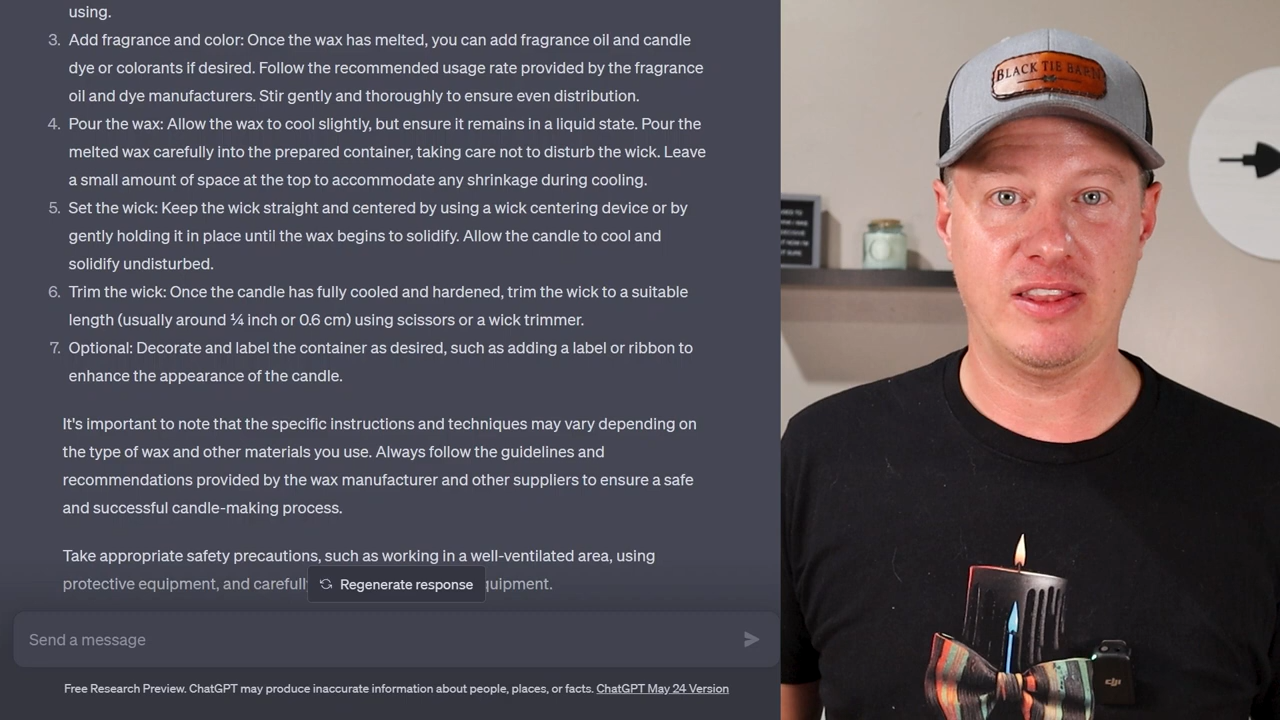 using.
3. Add fragrance and color: Once the wax has melted, you can add fragrance oil and candle
dye or colorants if desired. Follow the recommended usage rate provided by the fragrance
oil and dye manufacturers. Stir gently and thoroughly to ensure even distribution.
4. Pour the wax: Allow the wax to cool slightly, but ensure it remains in a liquid state. Pour the
melted wax carefully into the prepared container, taking care not to disturb the wick. Leave
a small amount of space at the top to accommodate any shrinkage during cooling.
5. Set the wick: Keep the wick straight and centered by using a wick centering device or by
gently holding it in place until the wax begins to solidify. Allow the candle to cool and
solidify undisturbed.
6. Trim the wick: Once the candle has fully cooled and hardened, trim the wick to a suitable
length (usually around ¼ inch or 0.6 cm) using scissors or a wick trimmer.
7. Optional: Decorate and label the container as desired, such as adding a label or ribbon to
enhance the appearance of the candle.
It's important to note that the specific instructions and techniques may vary depending on
the type of wax and other materials you use. Always follow the guidelines and
recommendations provided by the wax manufacturer and other suppliers to ensure a safe
and successful candle-making process.
Take appropriate safety precautions, such as working in a well-ventilated area, using
protective equipment, and
Regenerate response
Send a message
Free Research Preview. ChatGPT may produce inaccurate information about people, places, or facts. ChatGPT May 24 Version
BLACK TIE BARN
dji